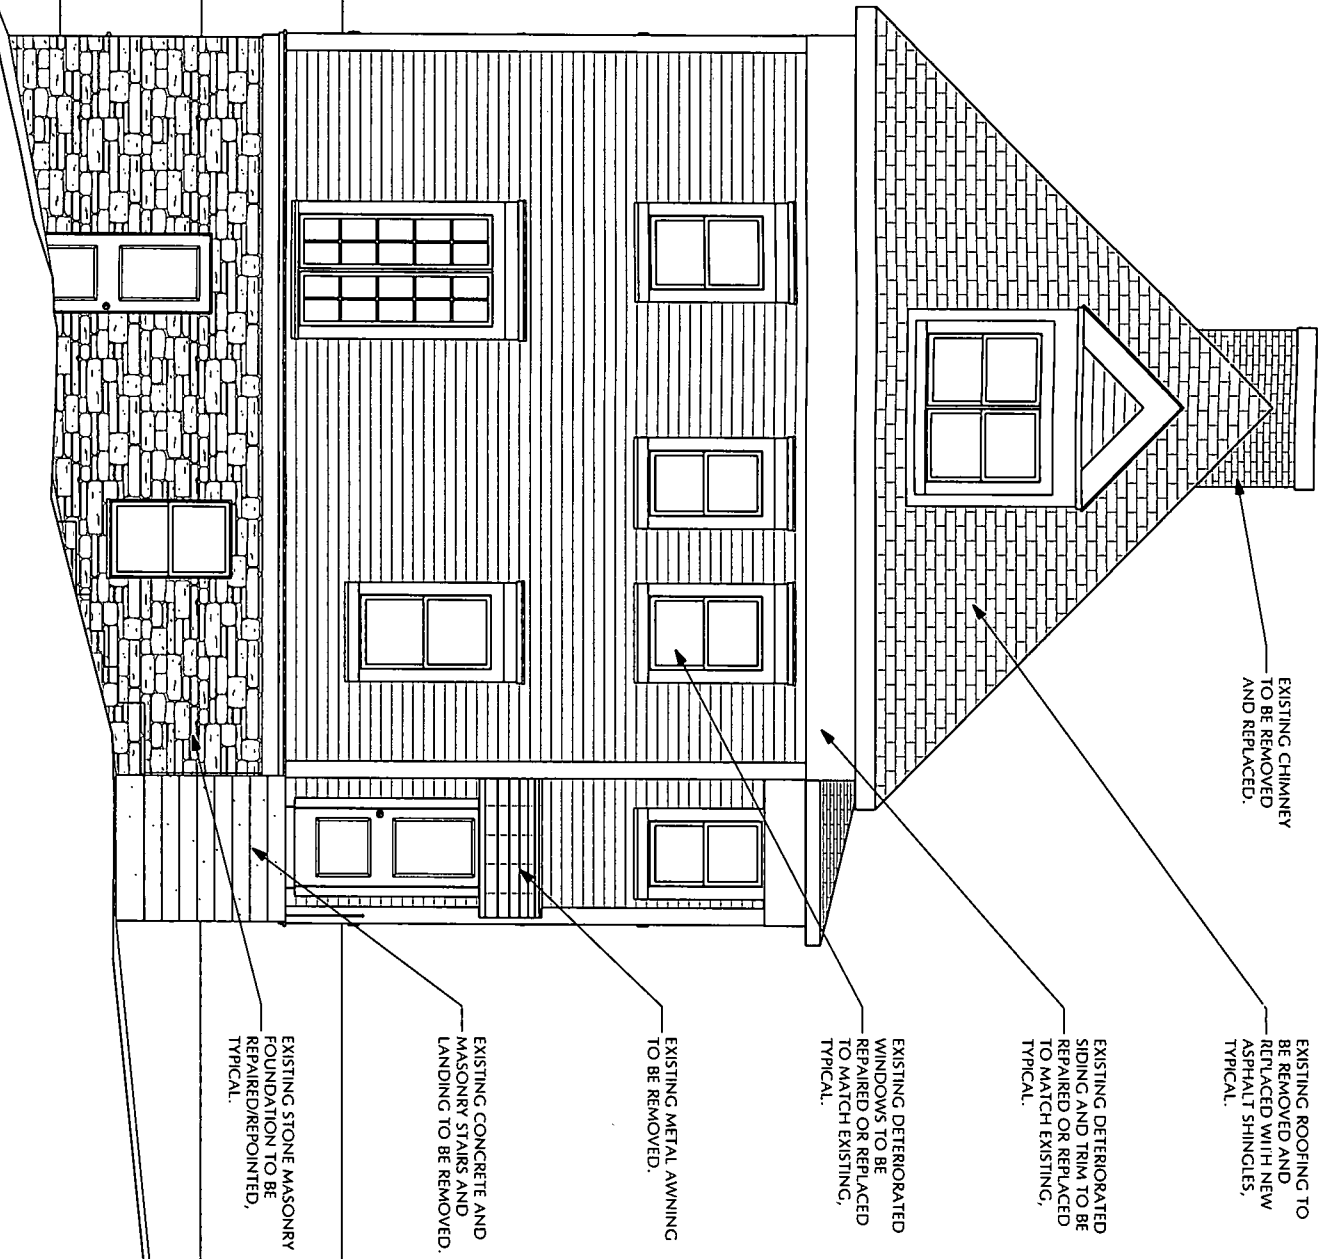 EXISTING CHIMNEY
TO BE REMOVED
AND REPLACED.
EXISTING ROOFING TO
BE REMOVED AND
REPLACED WITH NEW
ASPHALT SHINGLES,
TYPICAL.
EXISTING DETERIORATED
SIDING AND TRIM TO BE
REPAIRED OR REPLACED
TO MATCH EXISTING,
TYPICAL.
EXISTING DETERIORATED
WINDOWS TO BE
REPAIRED OR REPLACED
TO MATCH EXISTING,
TYPICAL.
EXISTING METAL AWNING
TO BE REMOVED.
EXISTING CONCRETE AND
MASONRY STAIRS AND
LANDING TO BE REMOVED.
EXISTING STONE MASONRY
FOUNDATION TO BE
REPAIRED/REPOINTED,
TYPICAL.